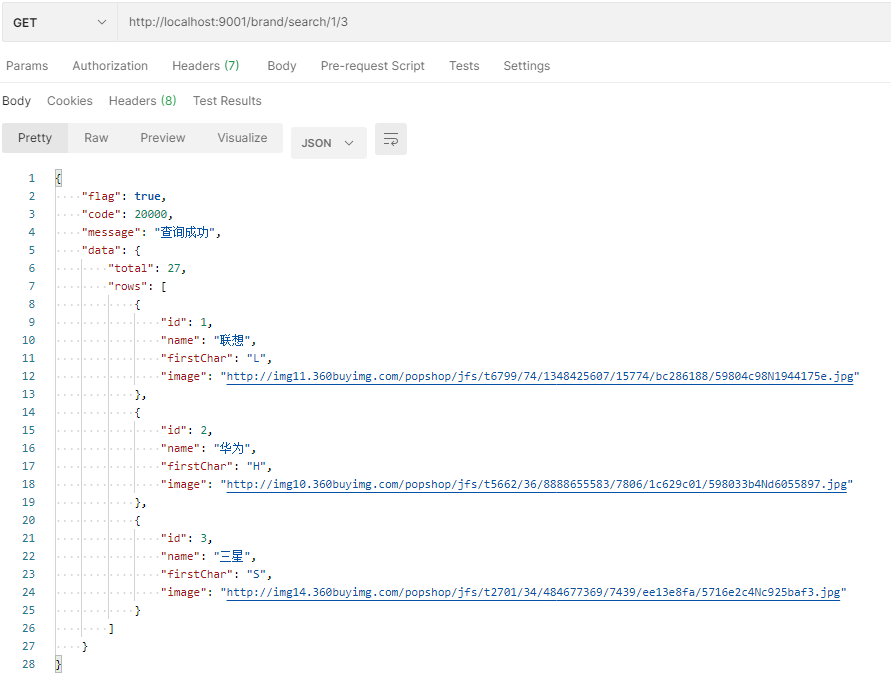 GET http://localhost:9001/brand/search/1/3
Params Authorization Headers (7) Body Pre-request Script Tests Settings
Body Cookies Headers (8) Test Results
Pretty Raw Preview Visualize JSON
1 {
2 "flag": true,
3 "code": 20000,
4 "message": "查询成功",
5 "data": {
6 "total": 27,
7 "rows": [
8 {
9 "id": 1,
10 "name": "联想",
11 "firstChar": "L",
12 "image": "http://img11.360buyimg.com/popshop/jfs/t6799/74/1348425607/15774/bc286188/59804c98N1944175e.jpg"
13 },
14 {
15 "id": 2,
16 "name": "华为",
17 "firstChar": "H",
18 "image": "http://img10.360buyimg.com/popshop/jfs/t5662/36/8888655583/7806/1c629c01/598033b4Nd6055897.jpg"
19 },
20 {
21 "id": 3,
22 "name": "三星",
23 "firstChar": "S",
24 "image": "http://img14.360buyimg.com/popshop/jfs/t2701/34/484677369/7439/ee13e8fa/5716e2c4Nc925baf3.jpg"
25 }
26 ]
27 }
28 }